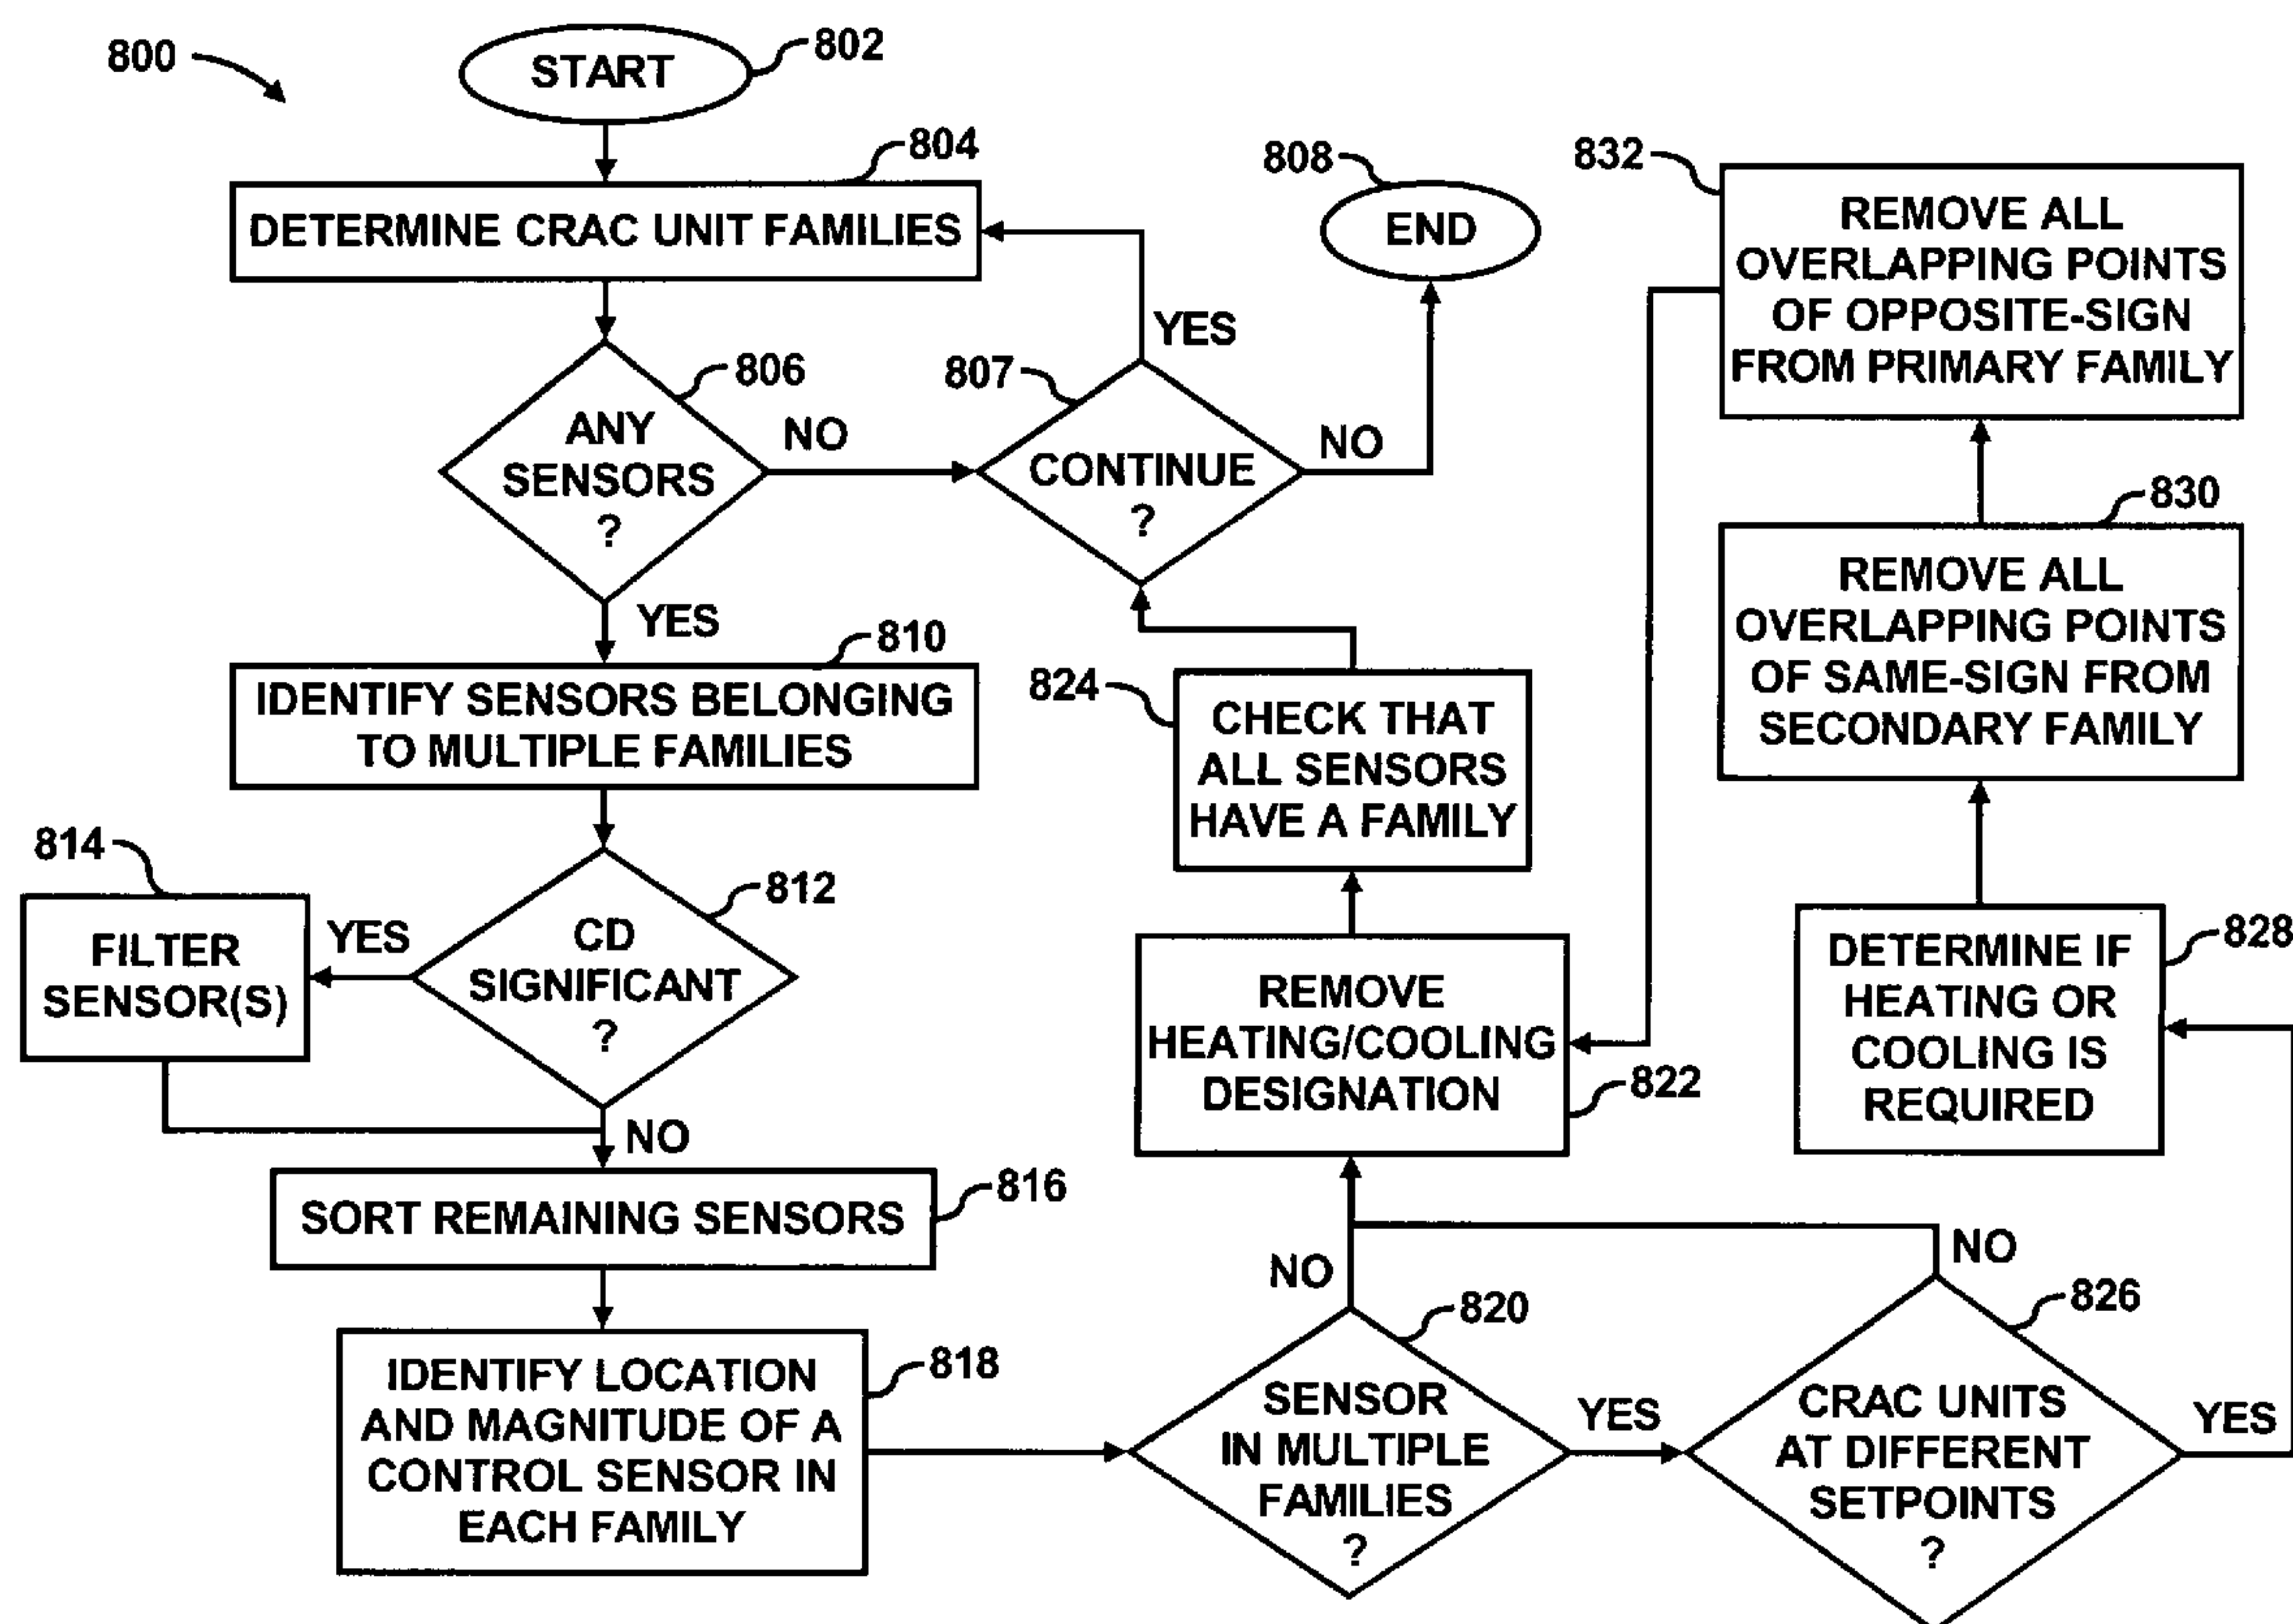 800
START
802
804
DETERMINE CRAC UNIT FAMILIES
806
ANY
SENSORS
?
NO
YES
807
CONTINUE
?
YES
NO
808
END
810
IDENTIFY SENSORS BELONGING
TO MULTIPLE FAMILIES
812
CD
SIGNIFICANT
?
YES
NO
814
FILTER
SENSOR(S)
816
SORT REMAINING SENSORS
818
IDENTIFY LOCATION
AND MAGNITUDE OF A
CONTROL SENSOR IN
EACH FAMILY
820
SENSOR
IN MULTIPLE
FAMILIES
?
NO
YES
822
REMOVE
HEATING/COOLING
DESIGNATION
824
CHECK THAT
ALL SENSORS
HAVE A FAMILY
826
CRAC UNITS
AT DIFFERENT
SETPOINTS
?
NO
YES
828
DETERMINE IF
HEATING OR
COOLING IS
REQUIRED
830
REMOVE ALL
OVERLAPPING POINTS
OF SAME-SIGN FROM
SECONDARY FAMILY
832
REMOVE ALL
OVERLAPPING POINTS
OF OPPOSITE-SIGN
FROM PRIMARY FAMILY